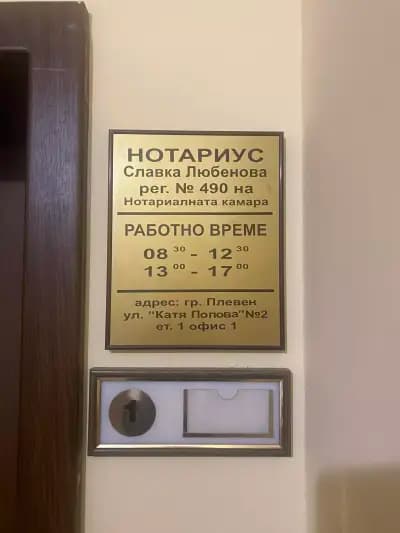 НОТАРИУС
Славка Любенова
рег. № 490 на
Нотариалната камара
РАБОТНО ВРЕМЕ
08 30 - 12 30
13 00 - 17 00
адрес: гр. Плевен
ул. "Катя Попова"№2
ет. 1 офис 1
1